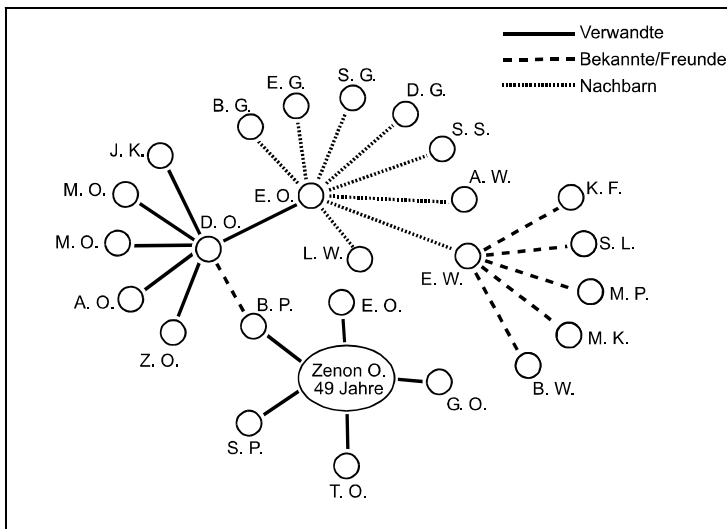 Verwandte
Bekannte/Freunde
Nachbarn
S. G.
E. G.
D. G.
B. G.
S. S.
J. K.
A. W.
M. O.
E. O.
K. F.
D. O.
M. O.
S. L.
L. W.
E. W.
A. O.
M. P.
B. P.
E. O.
M. K.
Z. O.
Zenon O.
49 Jahre
B. W.
G. O.
S. P.
T. O.